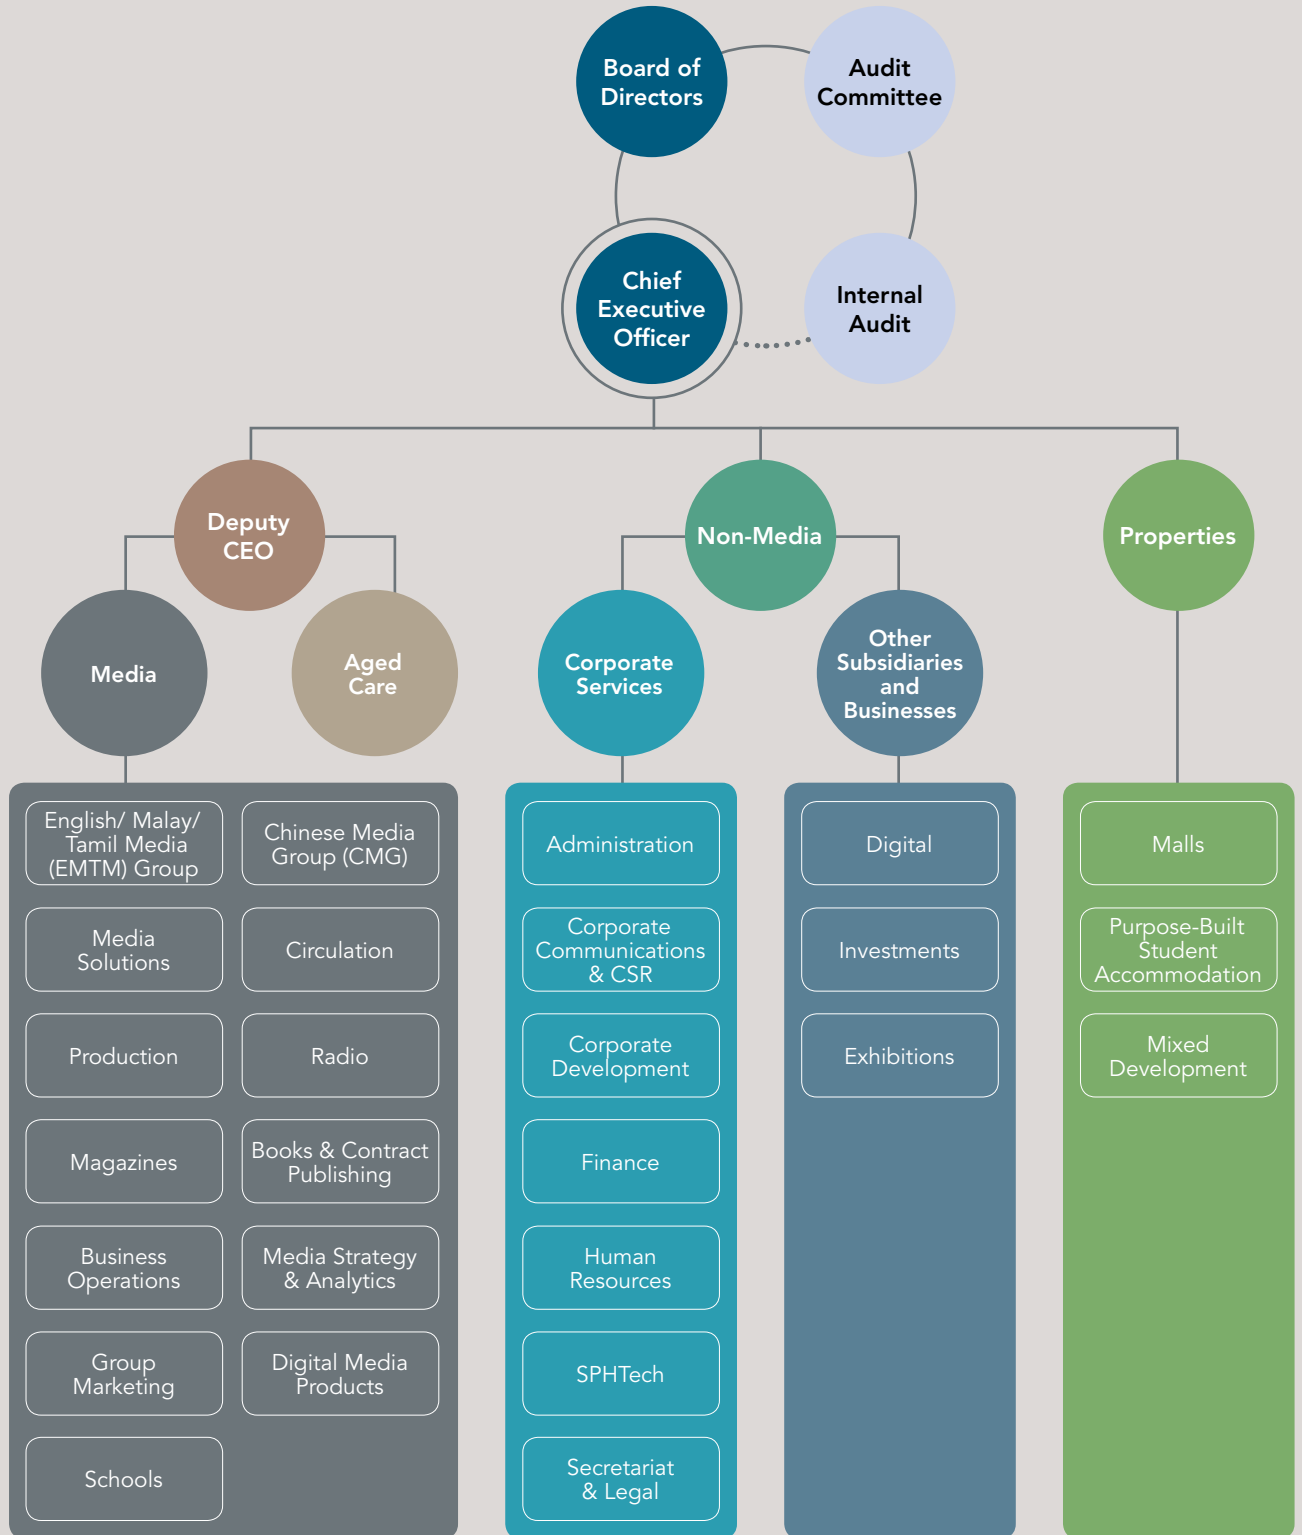 Board of
Directors
Audit
Committee
Chief
Executive
Officer
Internal
Audit
Deputy
CEO
Non-Media
Properties
Media
Aged
Care
Corporate
Services
Other
Subsidiaries
and
Businesses
English/ Malay/
Tamil Media
(EMTM) Group
Chinese Media
Group (CMG)
Media
Solutions
Circulation
Production
Radio
Magazines
Books & Contract
Publishing
Business
Operations
Media Strategy
& Analytics
Group
Marketing
Digital Media
Products
Schools
Administration
Corporate
Communications
& CSR
Corporate
Development
Finance
Human
Resources
SPHTech
Secretariat
& Legal
Digital
Investments
Exhibitions
Malls
Purpose-Built
Student
Accommodation
Mixed
Development